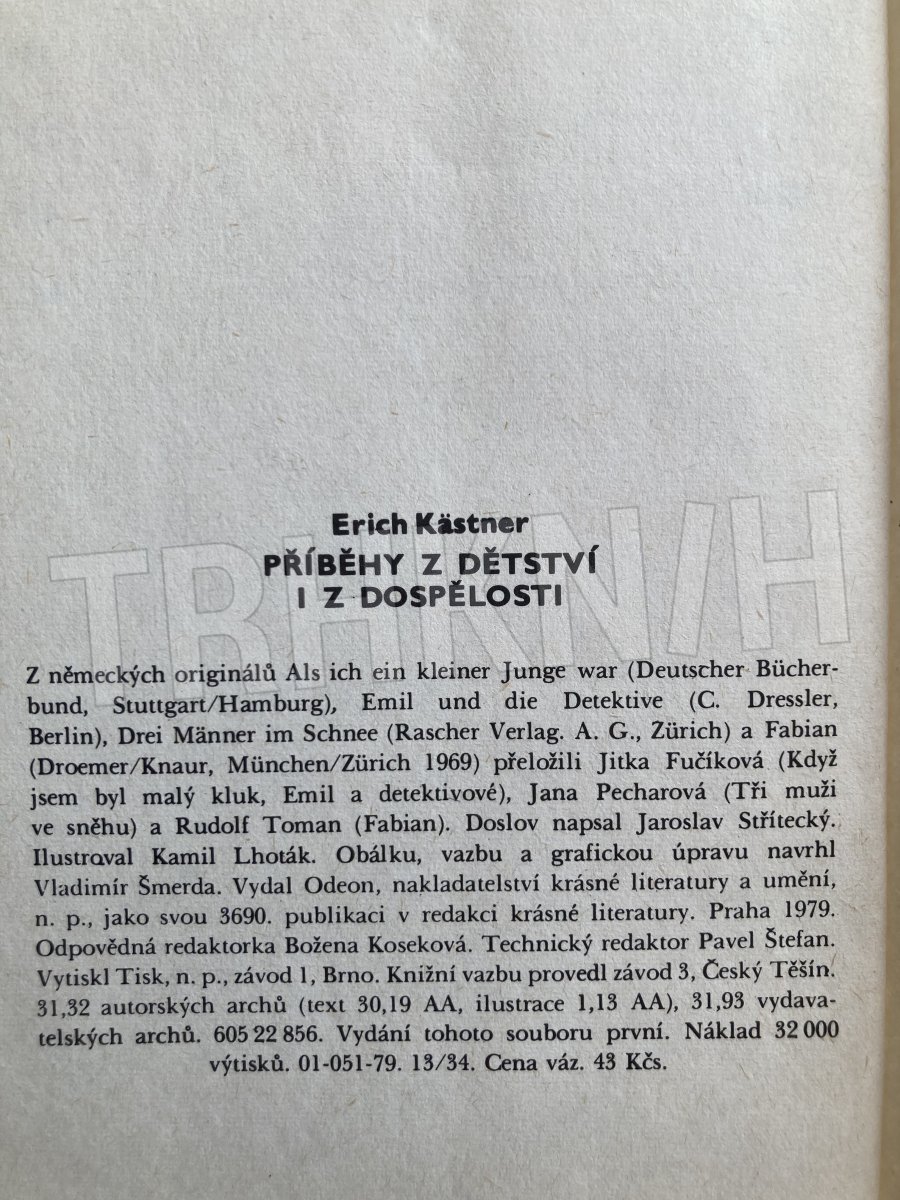 Erich Kästner
PŘÍBĚHY Z DĚTSTVÍ
I Z DOSPĚLOSTI
TRHKN/H
Z německých originálů Als ich ein kleiner Junge war (Deutscher Bücher-
bund, Stuttgart/Hamburg), Emil und die Detektive (C. Dressler,
Berlin), Drei Männer im Schnee (Rascher Verlag. A. G., Zürich) a Fabian
(Droemer/Knaur, München/Zürich 1969) přeložili Jitka Fučíková (Když
jsem byl malý kluk, Emil a detektivové), Jana Pecharová (Tři muži
ve sněhu) a Rudolf Toman (Fabian). Doslov napsal Jaroslav Střítecký.
Ilustroval Kamil Lhoták. Obálku, vazbu a grafickou úpravu navrhl
Vladimír Šmerda. Vydal Odeon, nakladatelství krásné literatury a umění,
n. p., jako svou 3690. publikaci v redakci krásné literatury. Praha 1979.
Odpovědná redaktorka Božena Koseková. Technický redaktor Pavel Štefan.
Vytiskl Tisk, n. p., závod 1, Brno. Knižní vazbu provedl závod 3, Český Těšín.
31,32 autorských archů (text 30,19 AA, ilustrace 1,13 AA), 31,93 vydava-
telských archů. 605 22 856. Vydání tohoto souboru první. Náklad 32 000
výtisků. 01-051-79. 13/34. Cena váz. 43 Kčs.